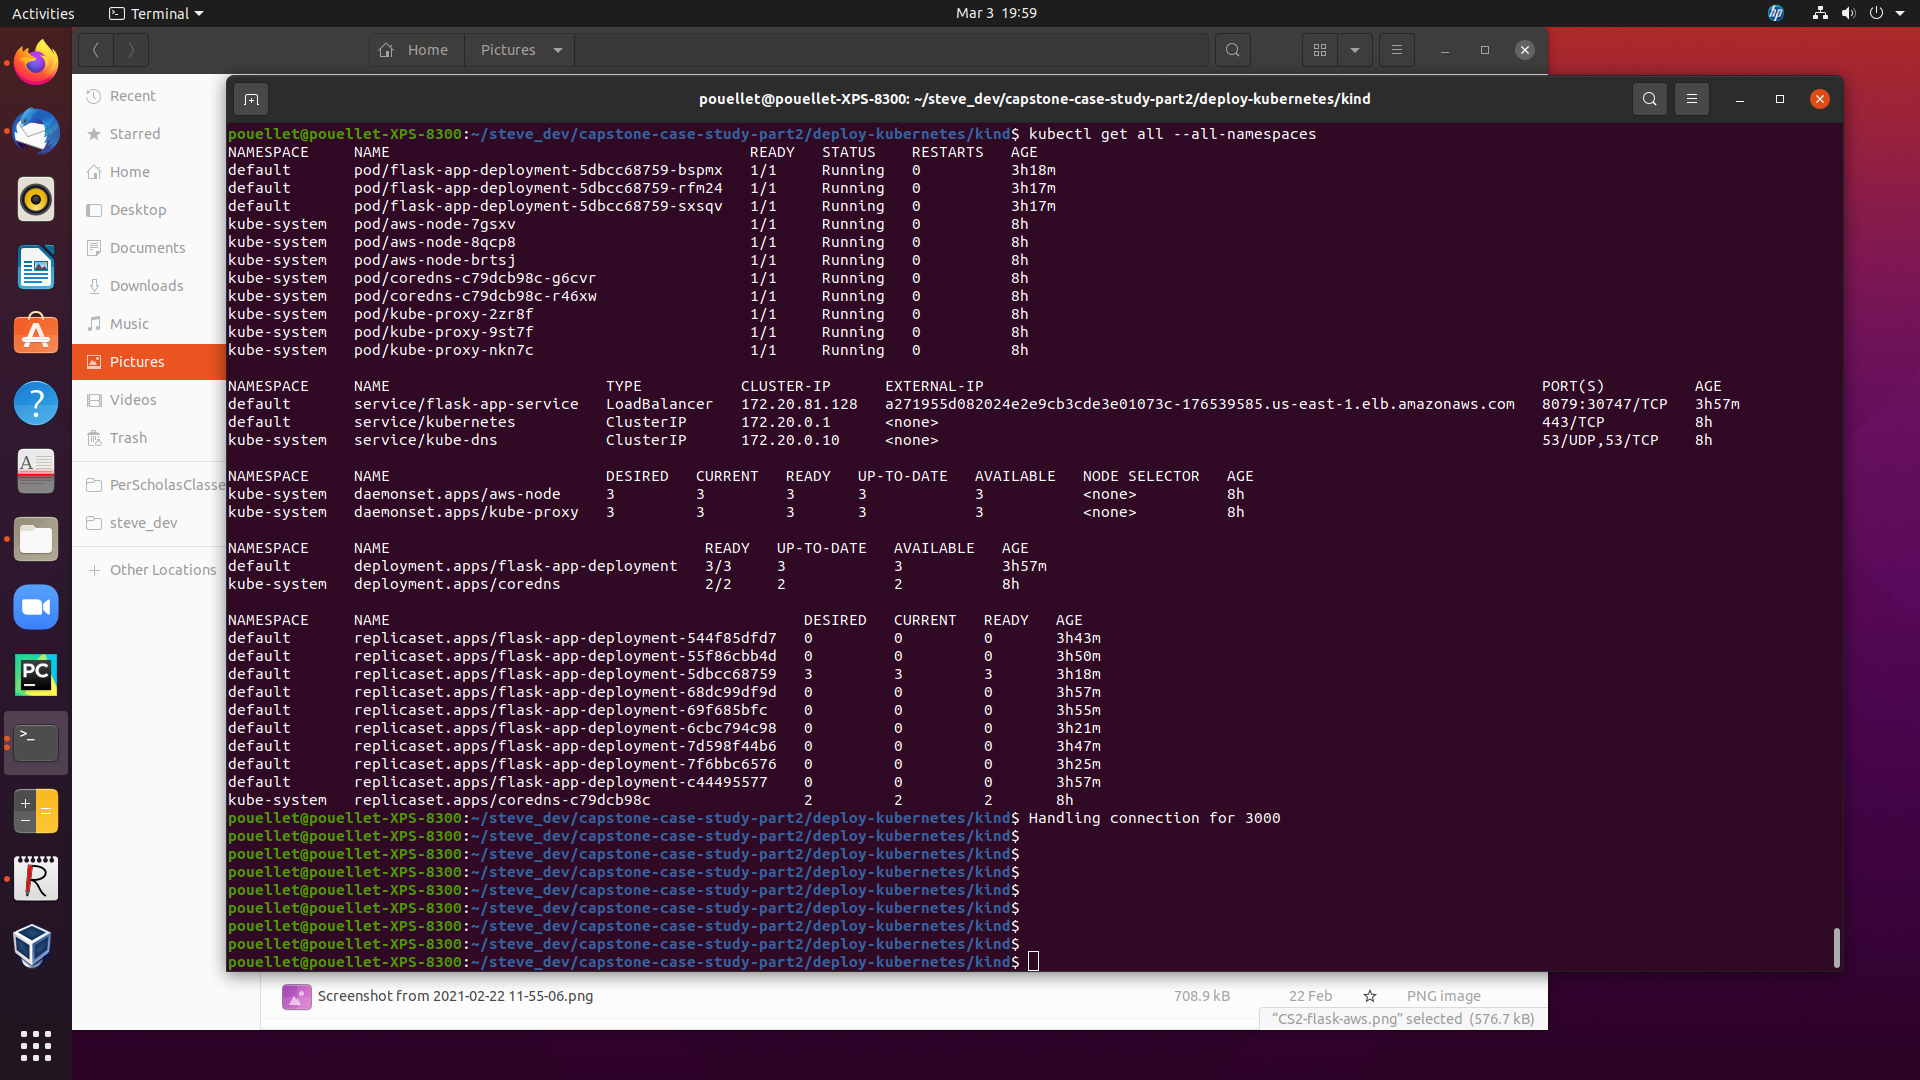 Activities Terminal Mar 3 19:59
Home Pictures
Recent
Starred
Home
Desktop
Documents
Downloads
Music
Pictures
Videos
Trash
PerScholasClasse
steve_dev
Other Locations
pouellet@pouellet-XPS-8300: ~/steve_dev/capstone-case-study-part2/deploy-kubernetes/kind
pouellet@pouellet-XPS-8300:~/steve_dev/capstone-case-study-part2/deploy-kubernetes/kind$ kubectl get all --all-namespaces
NAMESPACE NAME READY STATUS RESTARTS AGE
default pod/flask-app-deployment-5dbcc68759-bspmx 1/1 Running 0 3h18m
default pod/flask-app-deployment-5dbcc68759-rfm24 1/1 Running 0 3h17m
default pod/flask-app-deployment-5dbcc68759-sxsqv 1/1 Running 0 3h17m
kube-system pod/aws-node-7gsxv 1/1 Running 0 8h
kube-system pod/aws-node-8qcp8 1/1 Running 0 8h
kube-system pod/aws-node-brtsj 1/1 Running 0 8h
kube-system pod/coredns-c79dcb98c-g6cvr 1/1 Running 0 8h
kube-system pod/coredns-c79dcb98c-r46xw 1/1 Running 0 8h
kube-system pod/kube-proxy-2zr8f 1/1 Running 0 8h
kube-system pod/kube-proxy-9st7f 1/1 Running 0 8h
kube-system pod/kube-proxy-nkn7c 1/1 Running 0 8h
NAMESPACE NAME TYPE CLUSTER-IP EXTERNAL-IP PORT(S) AGE
default service/flask-app-service LoadBalancer 172.20.81.128 a271955d082024e2e9cb3cde3e01073c-176539585.us-east-1.elb.amazonaws.com 8079:30747/TCP 3h57m
default service/kubernetes ClusterIP 172.20.0.1 <none> 443/TCP 8h
kube-system service/kube-dns ClusterIP 172.20.0.10 <none> 53/UDP,53/TCP 8h
NAMESPACE NAME DESIRED CURRENT READY UP-TO-DATE AVAILABLE NODE SELECTOR AGE
kube-system daemonset.apps/aws-node 3 3 3 3 3 <none> 8h
kube-system daemonset.apps/kube-proxy 3 3 3 3 3 <none> 8h
NAMESPACE NAME READY UP-TO-DATE AVAILABLE AGE
default deployment.apps/flask-app-deployment 3/3 3 3 3h57m
kube-system deployment.apps/coredns 2/2 2 2 8h
NAMESPACE NAME DESIRED CURRENT READY AGE
default replicaset.apps/flask-app-deployment-544f85dfd7 0 0 0 3h43m
default replicaset.apps/flask-app-deployment-55f86cbb4d 0 0 0 3h50m
default replicaset.apps/flask-app-deployment-5dbcc68759 3 3 3 3h18m
default replicaset.apps/flask-app-deployment-68dc99df9d 0 0 0 3h57m
default replicaset.apps/flask-app-deployment-69f685bfc 0 0 0 3h55m
default replicaset.apps/flask-app-deployment-6cbc794c98 0 0 0 3h21m
default replicaset.apps/flask-app-deployment-7d598f44b6 0 0 0 3h47m
default replicaset.apps/flask-app-deployment-7f6bbc6576 0 0 0 3h25m
default replicaset.apps/flask-app-deployment-c44495577 0 0 0 3h57m
kube-system replicaset.apps/coredns-c79dcb98c 2 2 2 8h
pouellet@pouellet-XPS-8300:~/steve_dev/capstone-case-study-part2/deploy-kubernetes/kind$ Handling connection for 3000
pouellet@pouellet-XPS-8300:~/steve_dev/capstone-case-study-part2/deploy-kubernetes/kind$
pouellet@pouellet-XPS-8300:~/steve_dev/capstone-case-study-part2/deploy-kubernetes/kind$
pouellet@pouellet-XPS-8300:~/steve_dev/capstone-case-study-part2/deploy-kubernetes/kind$
pouellet@pouellet-XPS-8300:~/steve_dev/capstone-case-study-part2/deploy-kubernetes/kind$
pouellet@pouellet-XPS-8300:~/steve_dev/capstone-case-study-part2/deploy-kubernetes/kind$
pouellet@pouellet-XPS-8300:~/steve_dev/capstone-case-study-part2/deploy-kubernetes/kind$
pouellet@pouellet-XPS-8300:~/steve_dev/capstone-case-study-part2/deploy-kubernetes/kind$
pouellet@pouellet-XPS-8300:~/steve_dev/capstone-case-study-part2/deploy-kubernetes/kind$
Screenshot from 2021-02-22 11-55-06.png 708.9 kB 22 Feb PNG image
“CS2-flask-aws.png” selected (576.7 kB)